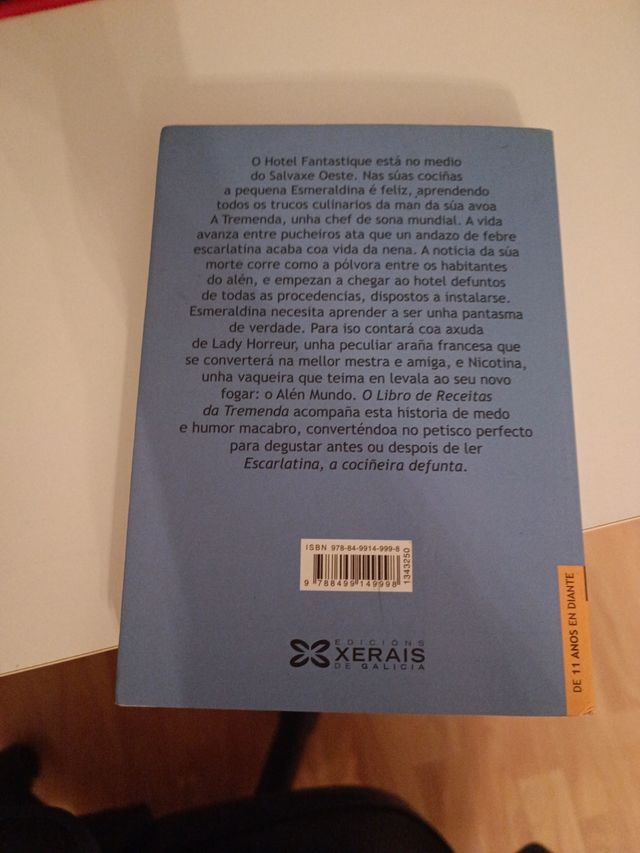 O Hotel Fantastique está no medio
do Salvaxe Oeste. Nas súas cociñas
a pequena Esmeraldina é feliz, aprendendo
todos os trucos culinarios da man da súa avoa
A Tremenda, unha chef de sona mundial. A vida
avanza entre pucheiros ata que un andazo de febre
escarlatina acaba coa vida da nena. A noticia da súa
morte corre como a pólvora entre os habitantes
do alén, e empezan a chegar ao hotel defuntos
de todas as procedencias, dispostos a instalarse.
Esmeraldina necesita aprender a ser unha pantasma
de verdade. Para iso contará coa axuda
de Lady Horreur, unha peculiar araña francesa que
se converterá na mellor mestra e amiga, e Nicotina,
unha vaqueira que teima en levala ao seu novo
fogar: o Alén Mundo. O Libro de Receitas
da Tremenda acompaña esta historia de medo
e humor macabro, converténdoa no petisco perfecto
para degustar antes ou despois de ler
Escarlatina, a cociñeira defunta.
ISBN 978-84-9914-999-8
9 788499 149998
1343250
EDICIÓNS
XERAIS
DE GALICIA
DE 11 ANOS EN DIANTE